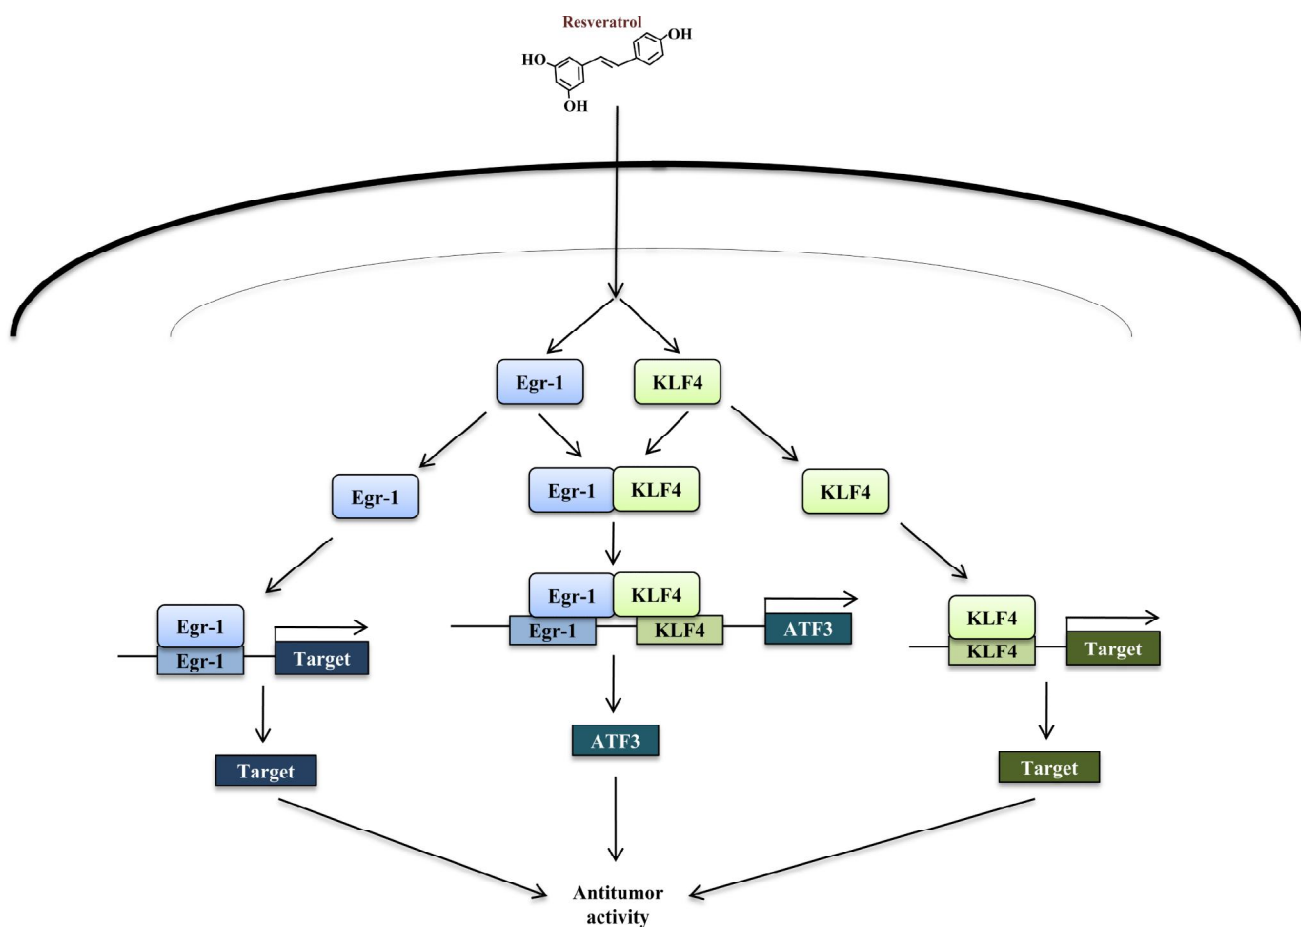 Resveratrol
OH
HO
OH
Egr-1
KLF4
Egr-1
Egr-1
KLF4
KLF4
Egr-1
Egr-1
Target
Egr-1
KLF4
Egr-1
KLF4
ATF3
KLF4
KLF4
Target
Target
ATF3
Target
Antitumor
activity